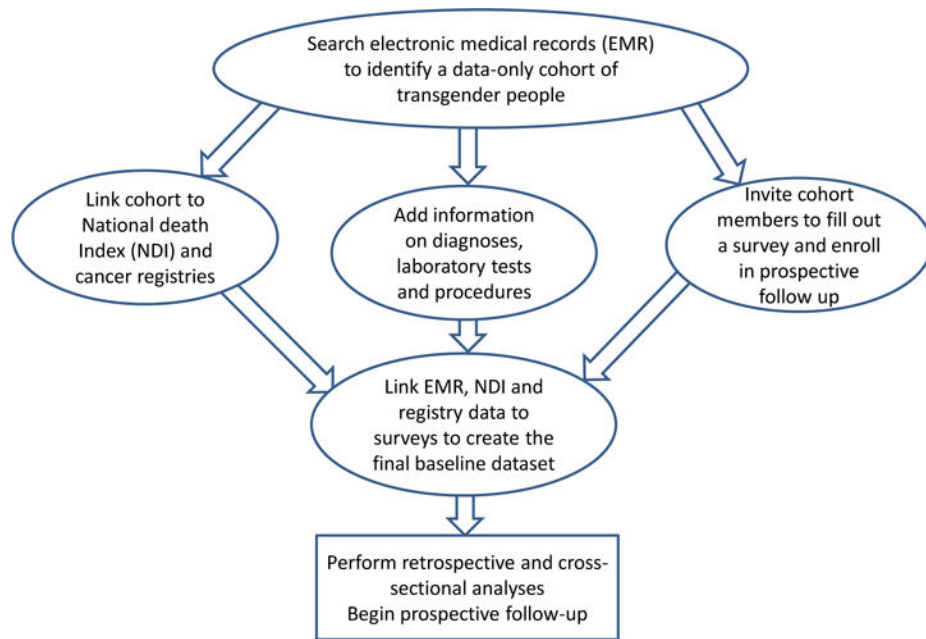 Search electronic medical records (EMR)
to identify a data-only cohort of
transgender people
Link cohort to
National death
Index (NDI) and
cancer registries
Add information
on diagnoses,
laboratory tests
and procedures
Invite cohort
members to fill out
a survey and enroll
in prospective
follow up
Link EMR, NDI and
registry data to
surveys to create the
final baseline dataset
Perform retrospective and cross-
sectional analyses
Begin prospective follow-up